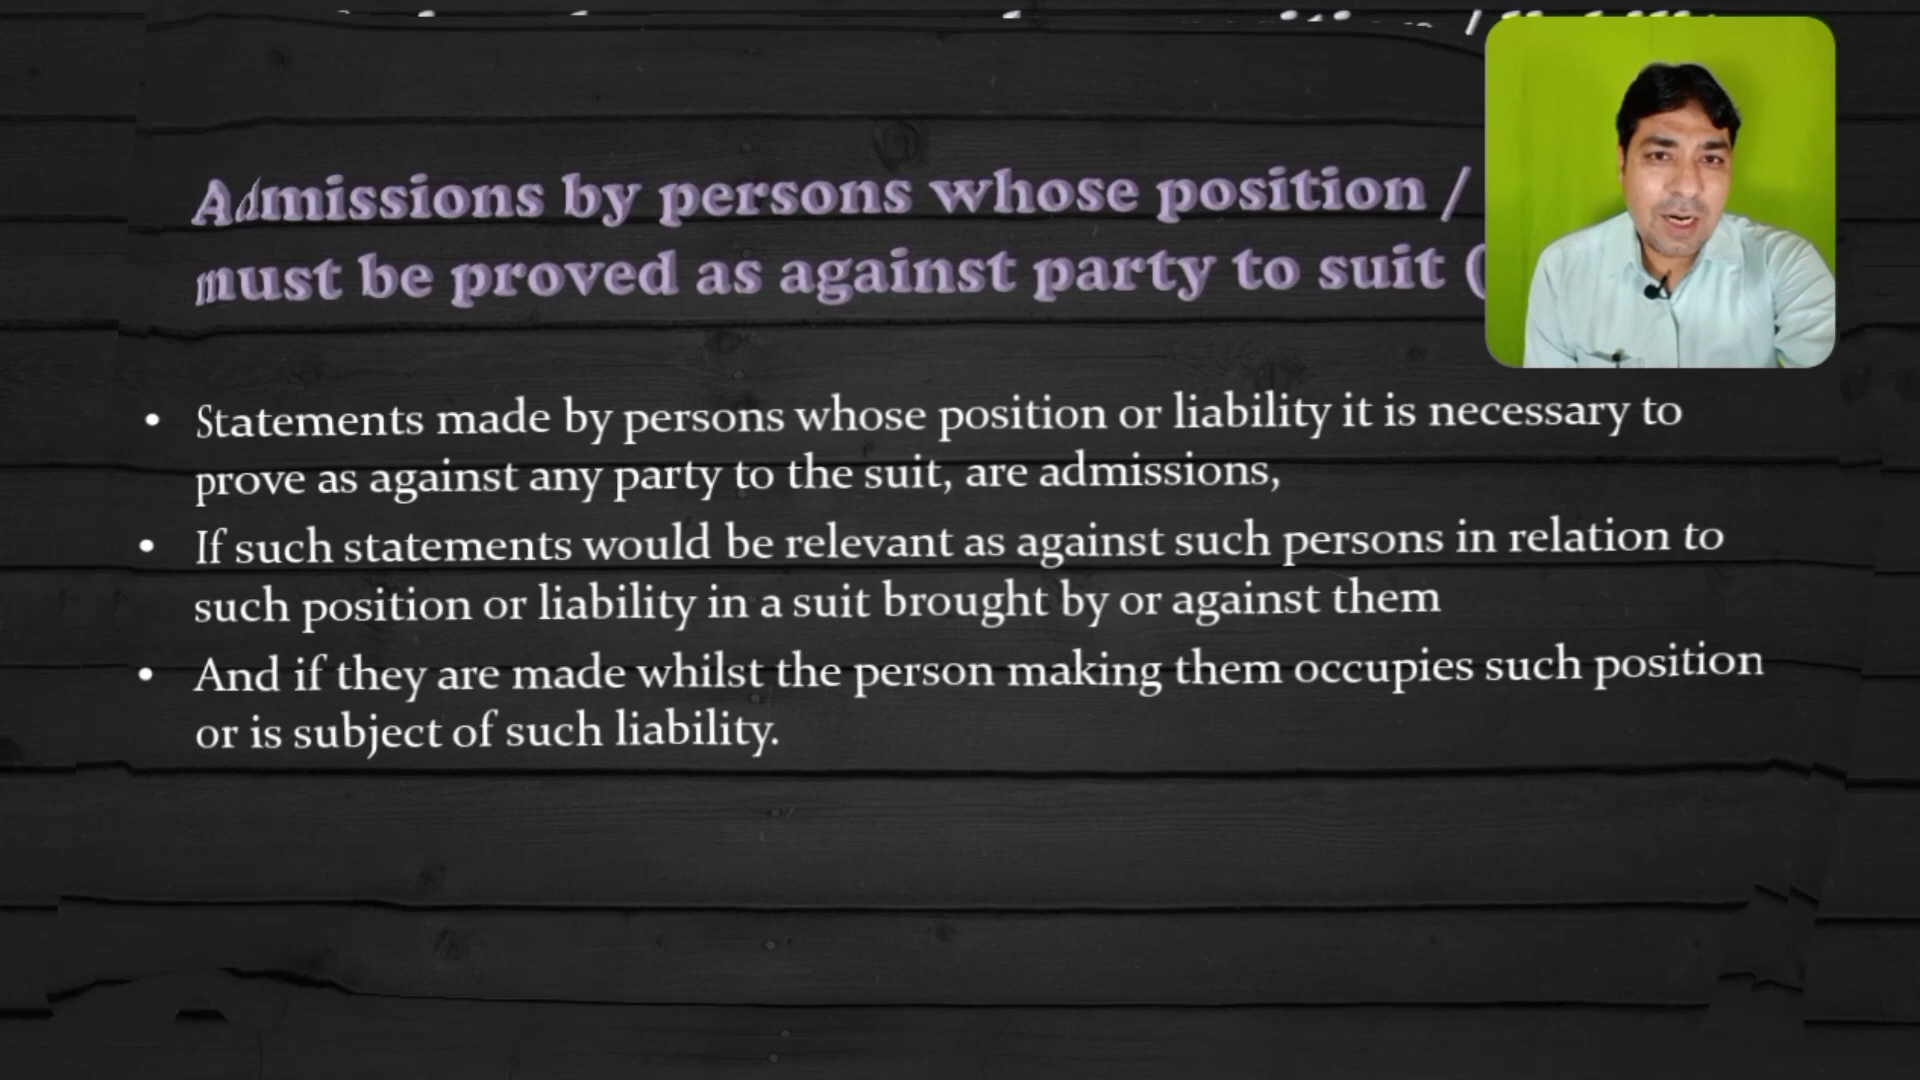 Admissions by persons whose position /
must be proved as against party to suit (
• Statements made by persons whose position or liability it is necessary to
prove as against any party to the suit, are admissions,
• If such statements would be relevant as against such persons in relation to
such position or liability in a suit brought by or against them
• And if they are made whilst the person making them occupies such position
or is subject of such liability.